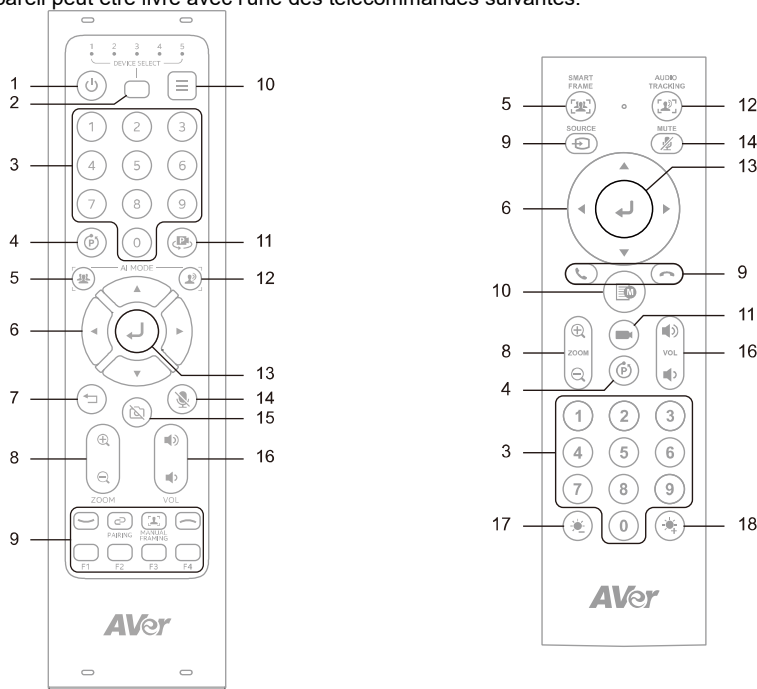 pareil peut être livré avec l'une des télécommandes suivantes.
1 2 3 4 5
DEVICE SELECT
1
2
10
1 2 3
3
4 5 6
7 8 9
4
P
0
P
11
5
AI MODE
12
6
13
7
14
15
8
16
ZOOM
VOL
9
PAIRING
MANUAL
FRAMING
F1 F2 F3 F4
AVer
SMART
FRAME
AUDIO
TRACKING
5
12
SOURCE
MUTE
9
14
13
6
9
10
M
11
8
ZOOM
VOL
16
4
P
1 2 3
3
4 5 6
7 8 9
17
0
18
AVer